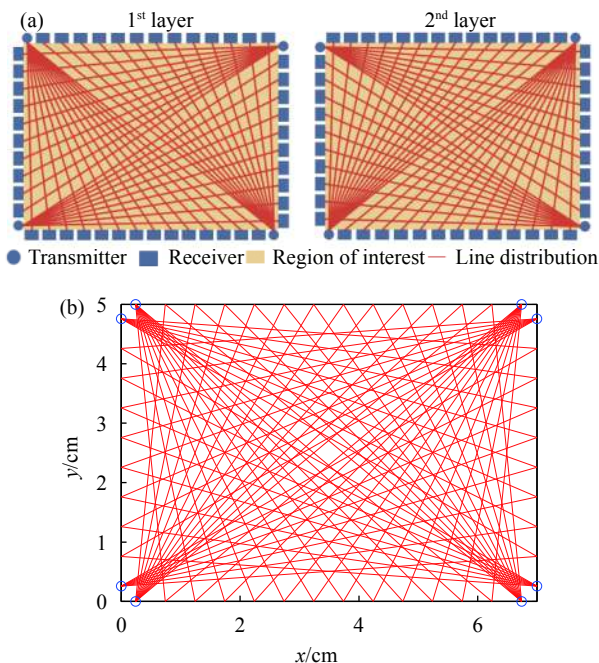 (a) 1st layer 2nd layer
Transmitter Receiver Region of interest Line distribution
(b)
5
4
3
2
1
0
y/cm
0 2 4 6
x/cm